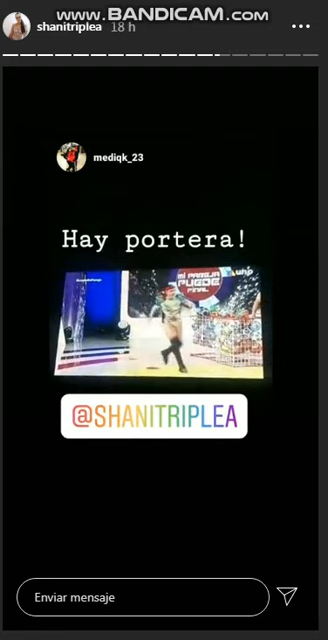 www.BANDICAM.com
shanitriplea 18 h
mediqk_23
Hay portera!
mi PAREJA
PUEDE
FINAL
@SHANITRIPLEA
Enviar mensaje